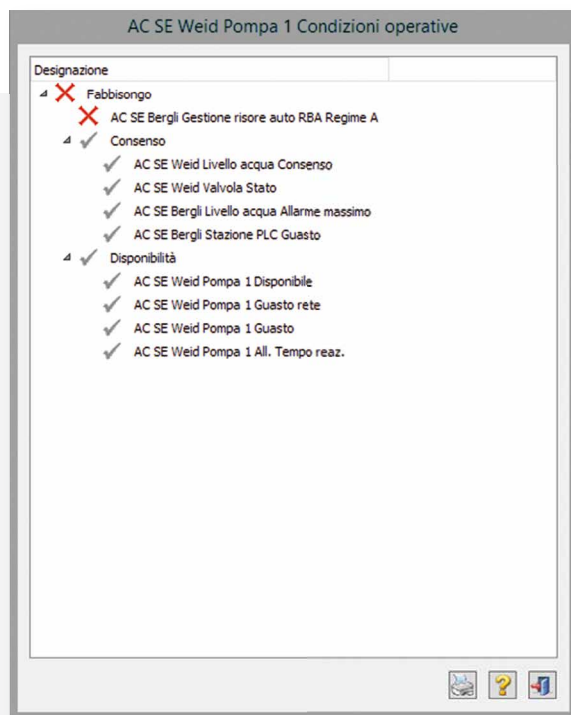 AC SE Weid Pompa 1 Condizioni operative
Designazione
Fabbisongo
AC SE Bergli Gestione risore auto RBA Regime A
Consenso
AC SE Weid Livello acqua Consenso
AC SE Weid Valvola Stato
AC SE Bergli Livello acqua Allarme massimo
AC SE Bergli Stazione PLC Guasto
Disponibilità
AC SE Weid Pompa 1 Disponibile
AC SE Weid Pompa 1 Guasto rete
AC SE Weid Pompa 1 Guasto
AC SE Weid Pompa 1 All. Tempo reaz.